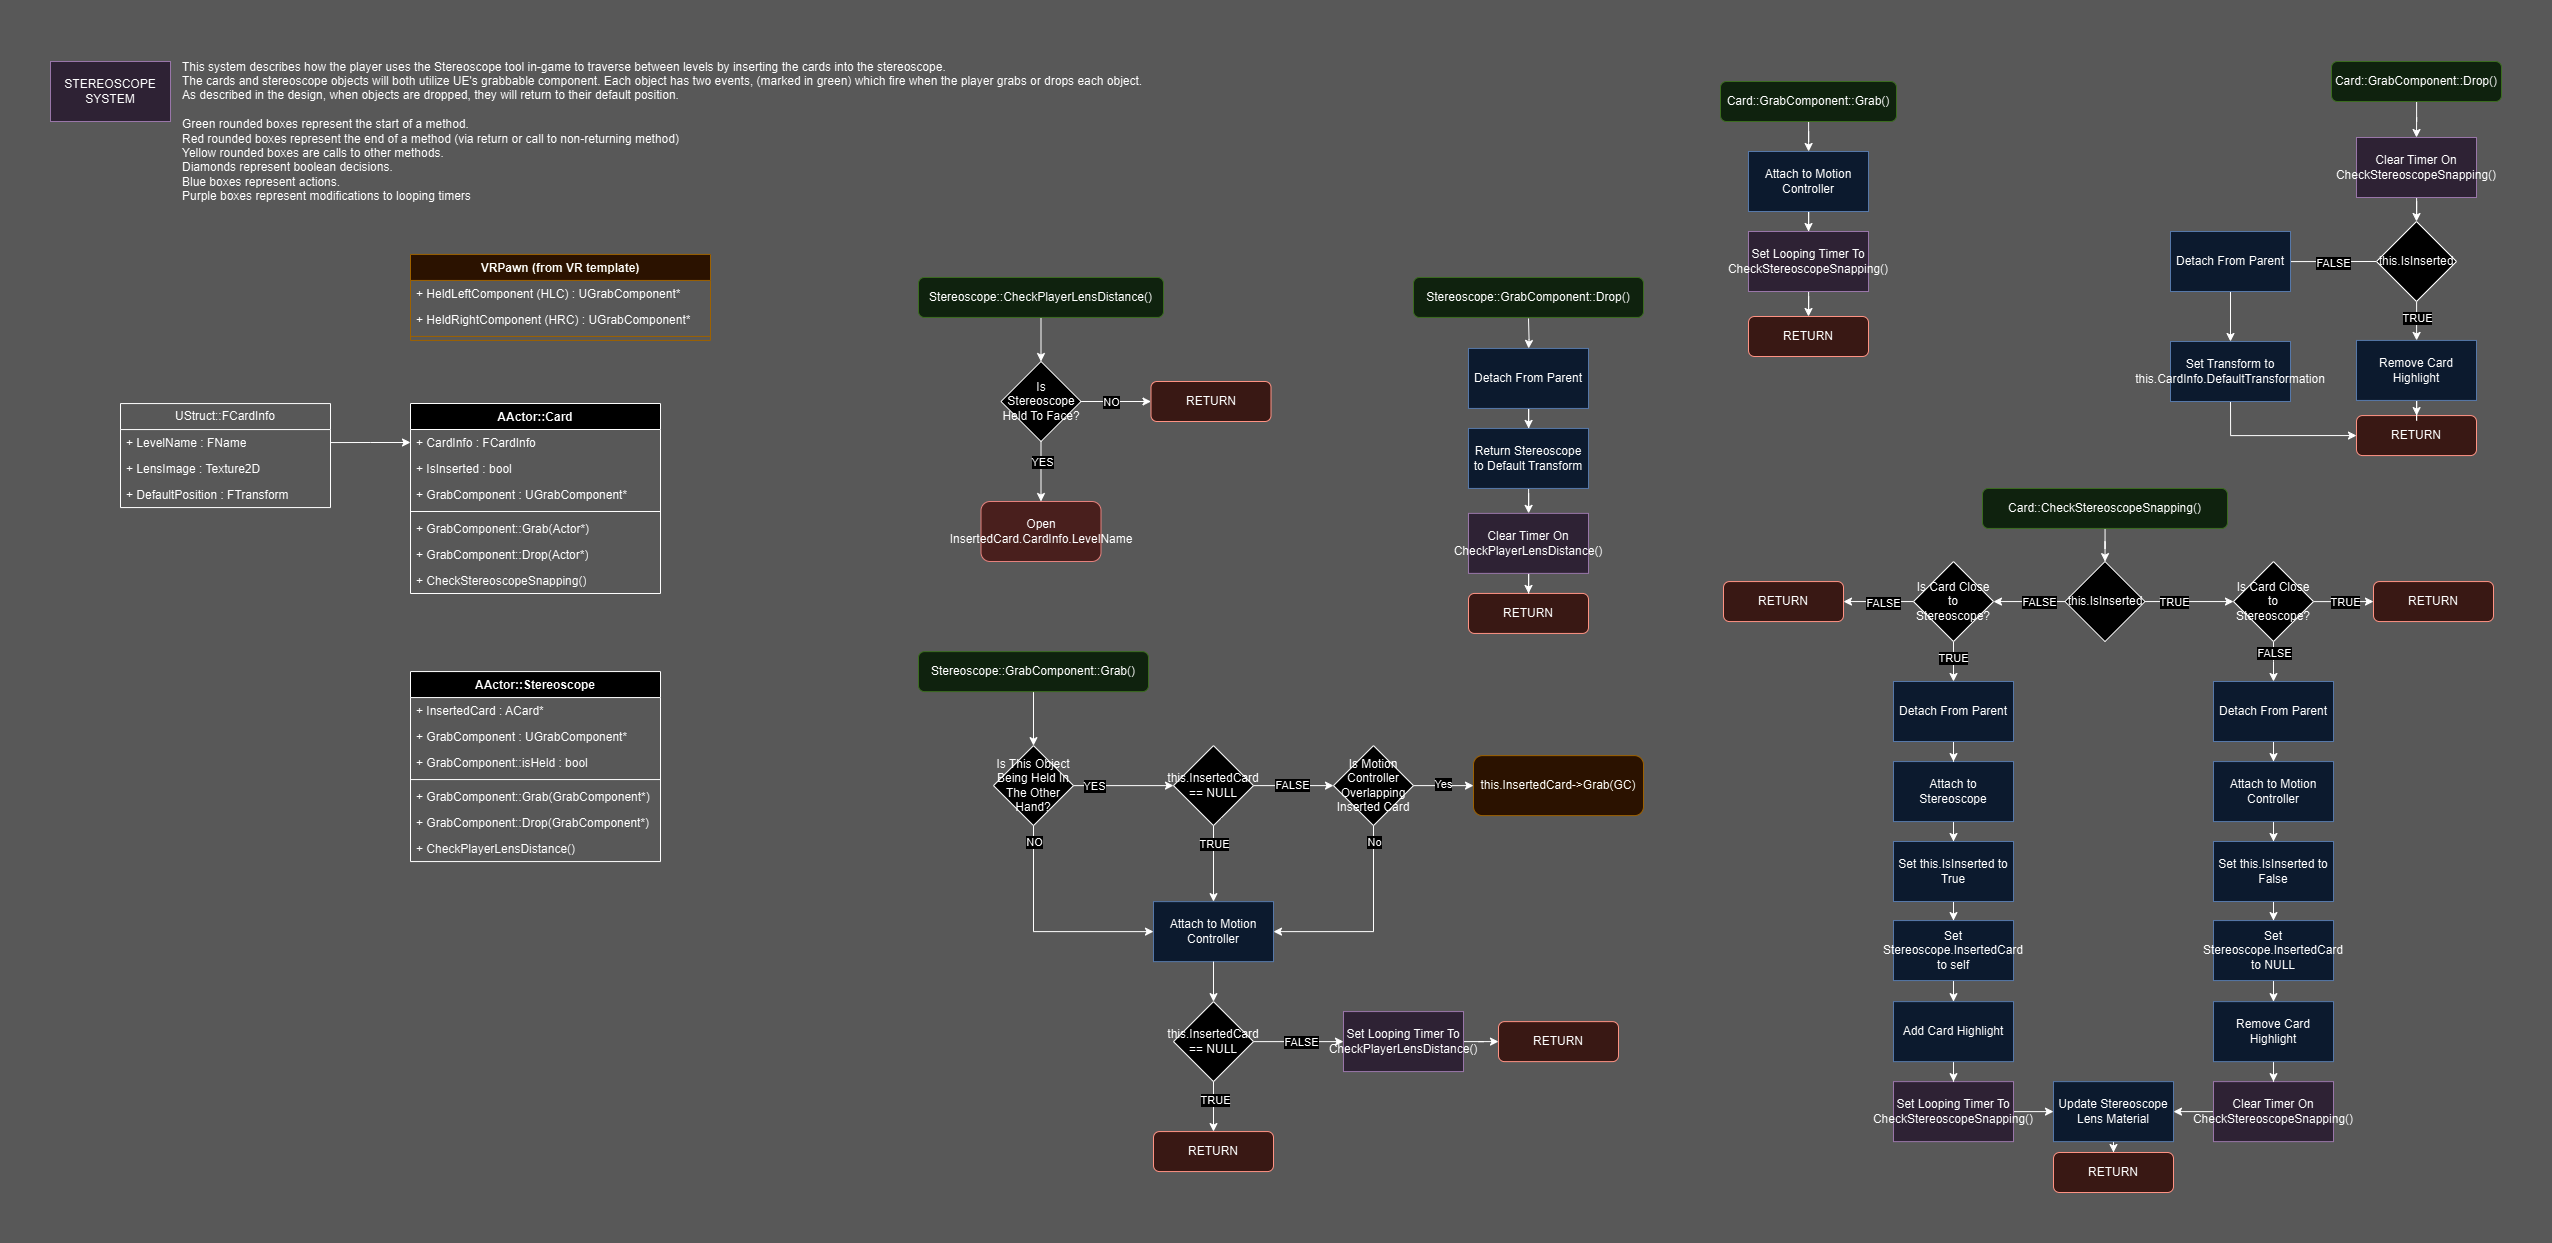 STEREOSCOPE
SYSTEM
This system describes how the player uses the Stereoscope tool in-game to traverse between levels by inserting the cards into the stereoscope.
The cards and stereoscope objects will both utilize UE's grabbable component. Each object has two events, (marked in green) which fire when the player grabs or drops each object.
As described in the design, when objects are dropped, they will return to their default position.
Green rounded boxes represent the start of a method.
Red rounded boxes represent the end of a method (via return or call to non-returning method)
Yellow rounded boxes are calls to other methods.
Diamonds represent boolean decisions.
Blue boxes represent actions.
Purple boxes represent modifications to looping timers
VRPawn (from VR template)
+ HeldLeftComponent (HLC) : UGrabComponent*
+ HeldRightComponent (HRC) : UGrabComponent*
UStruct::FCardInfo
+ LevelName : FName
+ LensImage : Texture2D
+ DefaultPosition : FTransform
AActor::Card
+ CardInfo : FCardInfo
+ IsInserted : bool
+ GrabComponent : UGrabComponent*
+ GrabComponent::Grab(Actor*)
+ GrabComponent::Drop(Actor*)
+ CheckStereoscopeSnapping()
AActor::Stereoscope
+ InsertedCard : ACard*
+ GrabComponent : UGrabComponent*
+ GrabComponent::isHeld : bool
+ GrabComponent::Grab(GrabComponent*)
+ GrabComponent::Drop(GrabComponent*)
+ CheckPlayerLensDistance()
Stereoscope::CheckPlayerLensDistance()
Is
Stereoscope
Held To Face?
NO
RETURN
YES
Open
InsertedCard.CardInfo.LevelName
Stereoscope::GrabComponent::Drop()
Detach From Parent
Return Stereoscope
to Default Transform
Clear Timer On
CheckPlayerLensDistance()
RETURN
Stereoscope::GrabComponent::Grab()
Is This Object
Being Held In
The Other
Hand?
YES
NO
this.InsertedCard
== NULL
FALSE
TRUE
Is Motion
Controller
Overlapping
Inserted Card
Yes
No
this.InsertedCard->Grab(GC)
Attach to Motion
Controller
this.InsertedCard
== NULL
FALSE
Set Looping Timer To
CheckPlayerLensDistance()
RETURN
TRUE
RETURN
Card::GrabComponent::Grab()
Attach to Motion
Controller
Set Looping Timer To
CheckStereoscopeSnapping()
RETURN
Card::GrabComponent::Drop()
Clear Timer On
CheckStereoscopeSnapping()
this.IsInserted
FALSE
Detach From Parent
Set Transform to
this.CardInfo.DefaultTransformation
TRUE
Remove Card
Highlight
RETURN
Card::CheckStereoscopeSnapping()
this.IsInserted
FALSE
TRUE
Is Card Close
to
Stereoscope?
FALSE
RETURN
TRUE
Detach From Parent
Attach to
Stereoscope
Set this.IsInserted to
True
Set
Stereoscope.InsertedCard
to self
Add Card Highlight
Set Looping Timer To
CheckStereoscopeSnapping()
Is Card Close
to
Stereoscope?
TRUE
RETURN
FALSE
Detach From Parent
Attach to Motion
Controller
Set this.IsInserted to
False
Set
Stereoscope.InsertedCard
to NULL
Remove Card
Highlight
Clear Timer On
CheckStereoscopeSnapping()
Update Stereoscope
Lens Material
RETURN